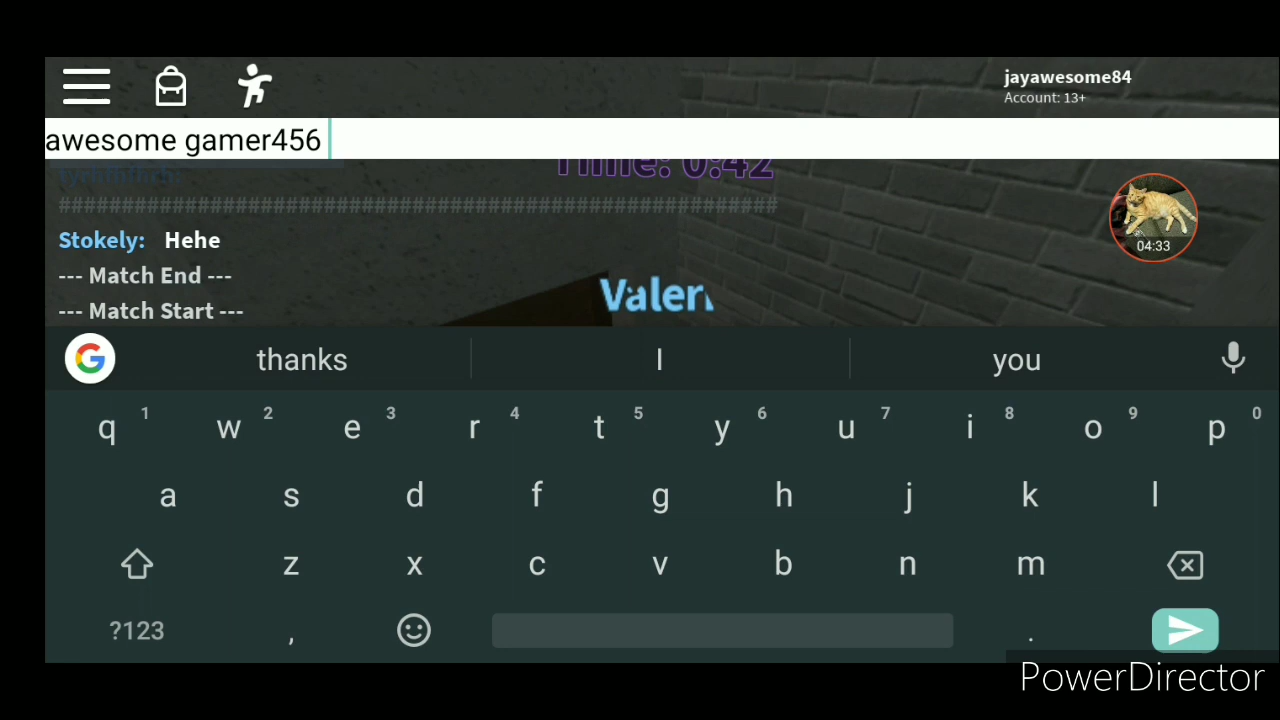 jayawesome84
Account: 13+
awesome gamer456
Time: 0:42
##########################################################
04:33
Stokely: Hehe
--- Match End ---
--- Match Start ---
thanks I you
q 1 w 2 e 3 r 4 t 5 y 6 u 7 i 8 o 9 p 0
a s d f g h j k l
z x c v b n m
?123 , .
PowerDirector